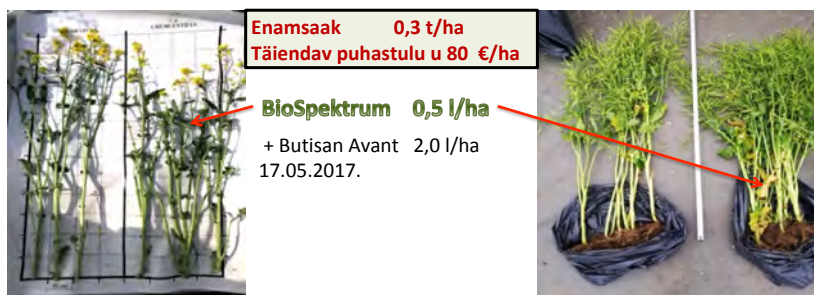 Enamsaak 0,3 t/ha
Täiendav puhastulu u 80 €/ha
BioSpektrum 0,5 l/ha
+ Butisan Avant 2,0 l/ha
17.05.2017.